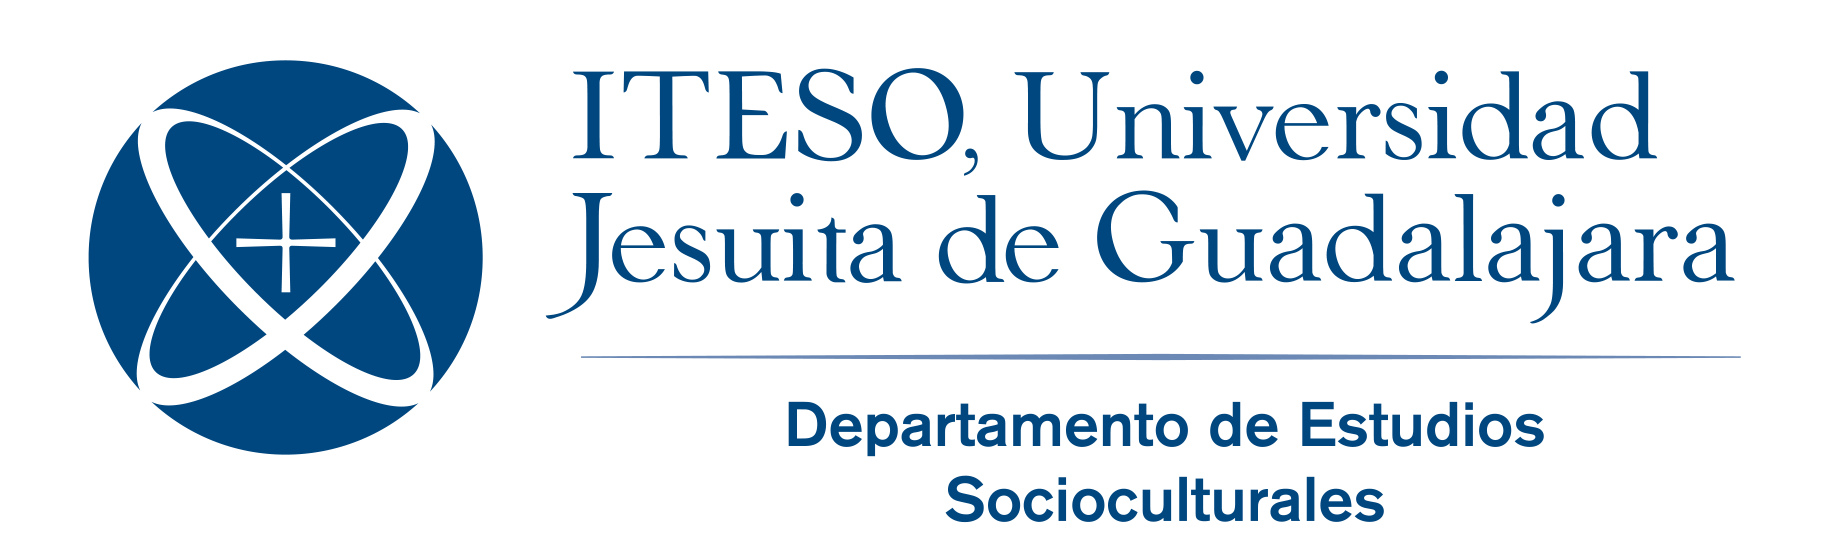 ITESO, Universidad
Jesuita de Guadalajara
Departamento de Estudios
Socioculturales